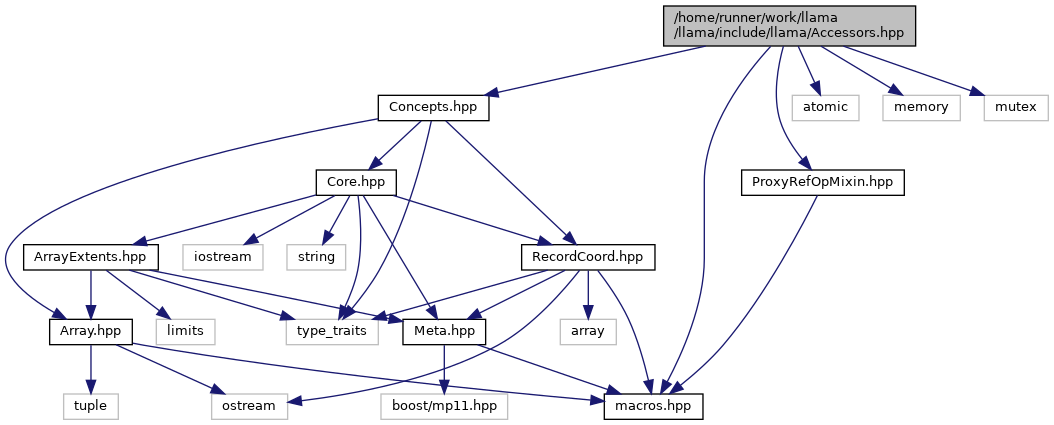 /home/runner/work/llama
/llama/include/llama/Accessors.hpp
Concepts.hpp
atomic
memory
mutex
Core.hpp
ProxyRefOpMixin.hpp
ArrayExtents.hpp
iostream
string
RecordCoord.hpp
Array.hpp
limits
type_traits
Meta.hpp
array
tuple
ostream
boost/mp11.hpp
macros.hpp